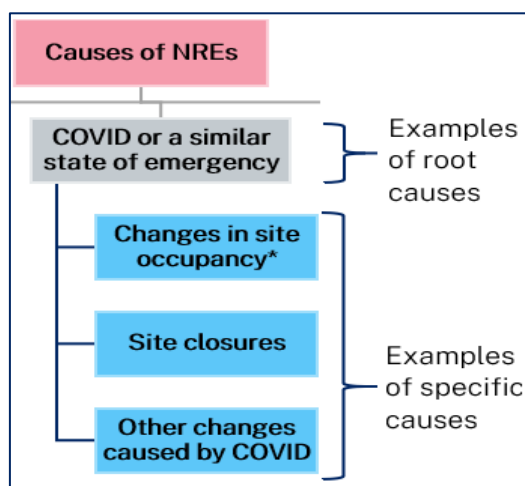 Causes of NREs
COVID or a similar
state of emergency
Examples
of root
causes
Changes in site
occupancy*
Site closures
Other changes
caused by COVID
Examples
of specific
causes